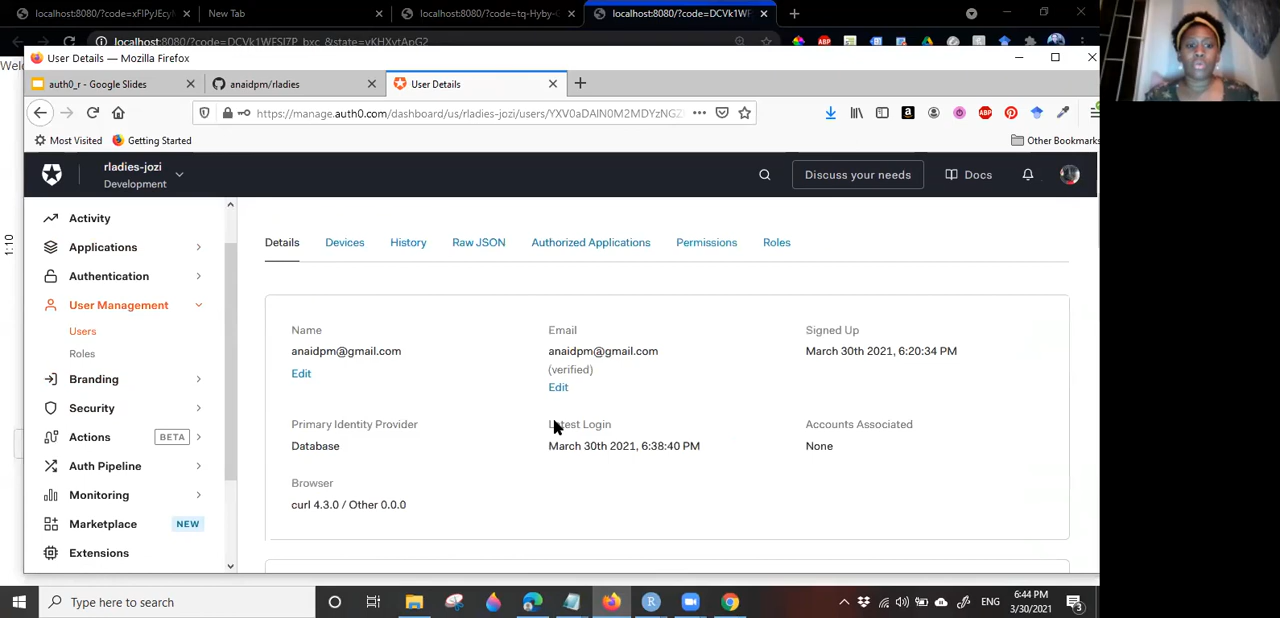 localhost:8080/?code=xFlPyJEcy
New Tab
localhost:8080/?code=tq-Hyby-
localhost:8080/?code=DCVk1WF
User Details — Mozilla Firefox
auth0_r - Google Slides
anaidpm/rladies
User Details
https://manage.auth0.com/dashboard/us/rladies-jozi/users/YXV0aDAlN0M2MDYzNGZ
Most Visited
Getting Started
Other Bookmarks
rladies-jozi
Development
Discuss your needs
Docs
Activity
Applications
Authentication
User Management
Users
Roles
Branding
Security
Actions
BETA
Auth Pipeline
Monitoring
Marketplace
NEW
Extensions
1:10
Details
Devices
History
Raw JSON
Authorized Applications
Permissions
Roles
Name
Email
Signed Up
anaidpm@gmail.com
anaidpm@gmail.com
March 30th 2021, 6:20:34 PM
(verified)
Edit
Edit
Primary Identity Provider
Latest Login
Accounts Associated
Database
March 30th 2021, 6:38:40 PM
None
Browser
curl 4.3.0 / Other 0.0.0
Type here to search
ENG
6:44 PM
3/30/2021
3